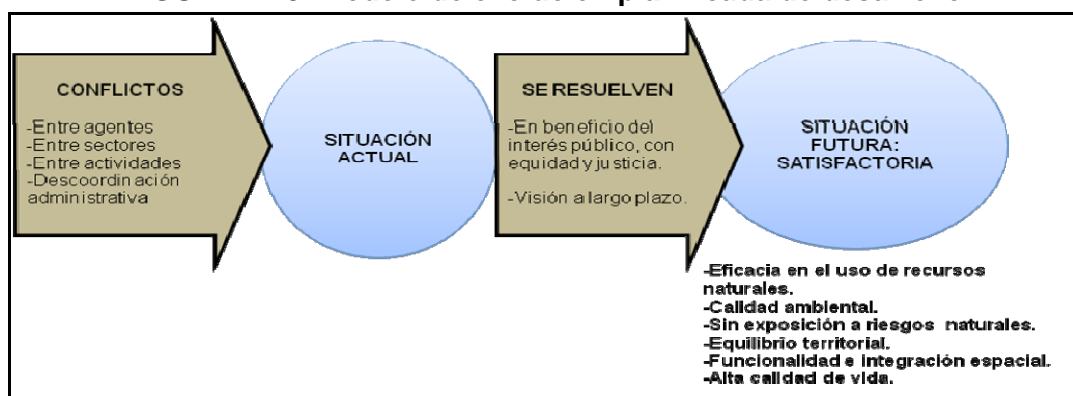 CONFLICTOS
-Entre agentes
-Entre sectores
-Entre actividades
-Descoordinación
administrativa
SITUACIÓN
ACTUAL
SE RESUELVEN
-En beneficio del
interés público, con
equidad y justicia.
-Visión a largo plazo.
SITUACIÓN
FUTURA:
SATISFACTORIA
-Eficacia en el uso de recursos
naturales.
-Calidad ambiental.
-Sin exposición a riesgos naturales.
-Equilibrio territorial.
-Funcionalidad e integración espacial.
-Alta calidad de vida.